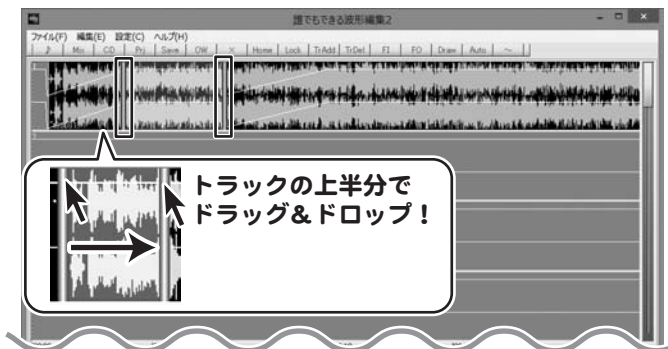 誰でもできる波形編集2
ファイル(F) 編集(E) 設定(C) ヘルプ(H)
Mix CD Prj Save OW × Home Lock TrAdd TrDel FI FO Draw Auto ～
トラックの上半分で
ドラッグ&ドロップ！